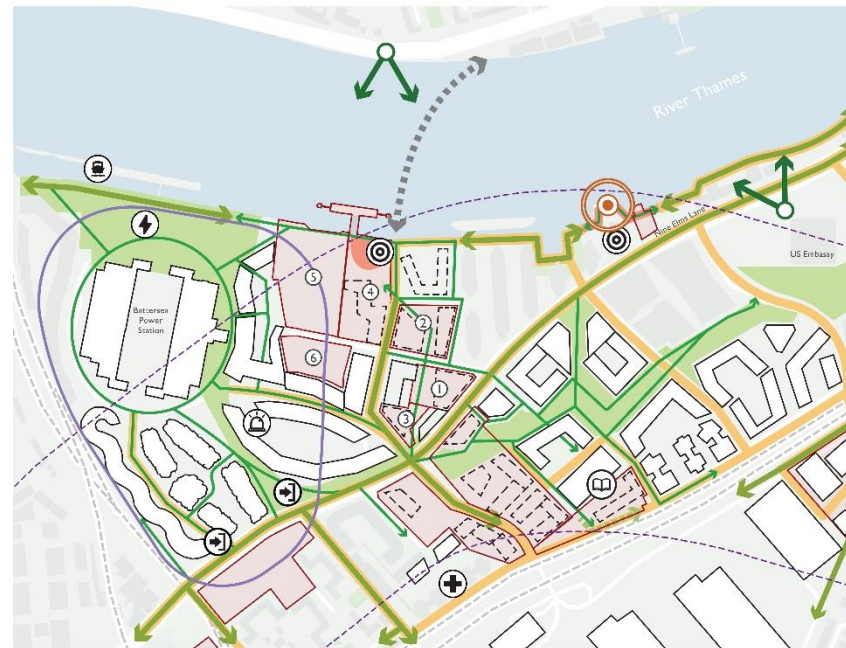 River Thames
Nine Elms Lane
US Embassy
5
4
Battersea
Power
Station
2
6
1
3